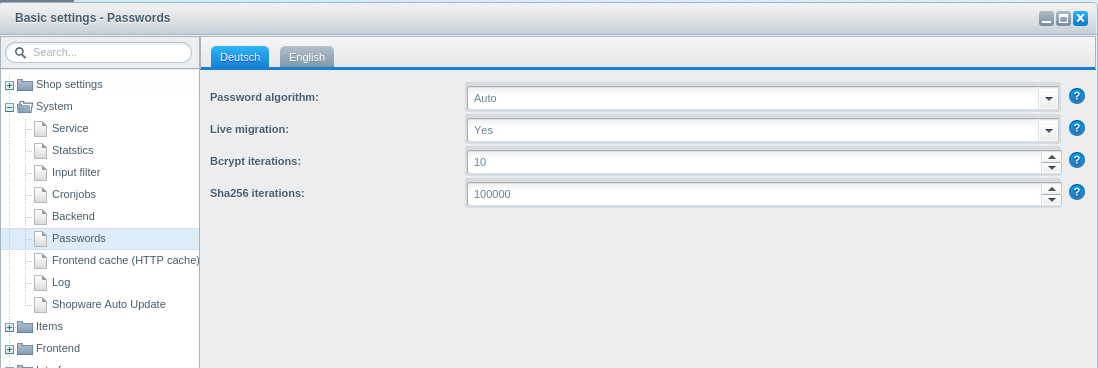 Basic settings - Passwords
Search...
Shop settings
System
Service
Statstics
Input filter
Cronjobs
Backend
Passwords
Frontend cache (HTTP cache)
Log
Shopware Auto Update
Items
Frontend
Deutsch English
Password algorithm: Auto ?
Live migration: Yes ?
Bcrypt iterations: 10 ?
Sha256 iterations: 100000 ?